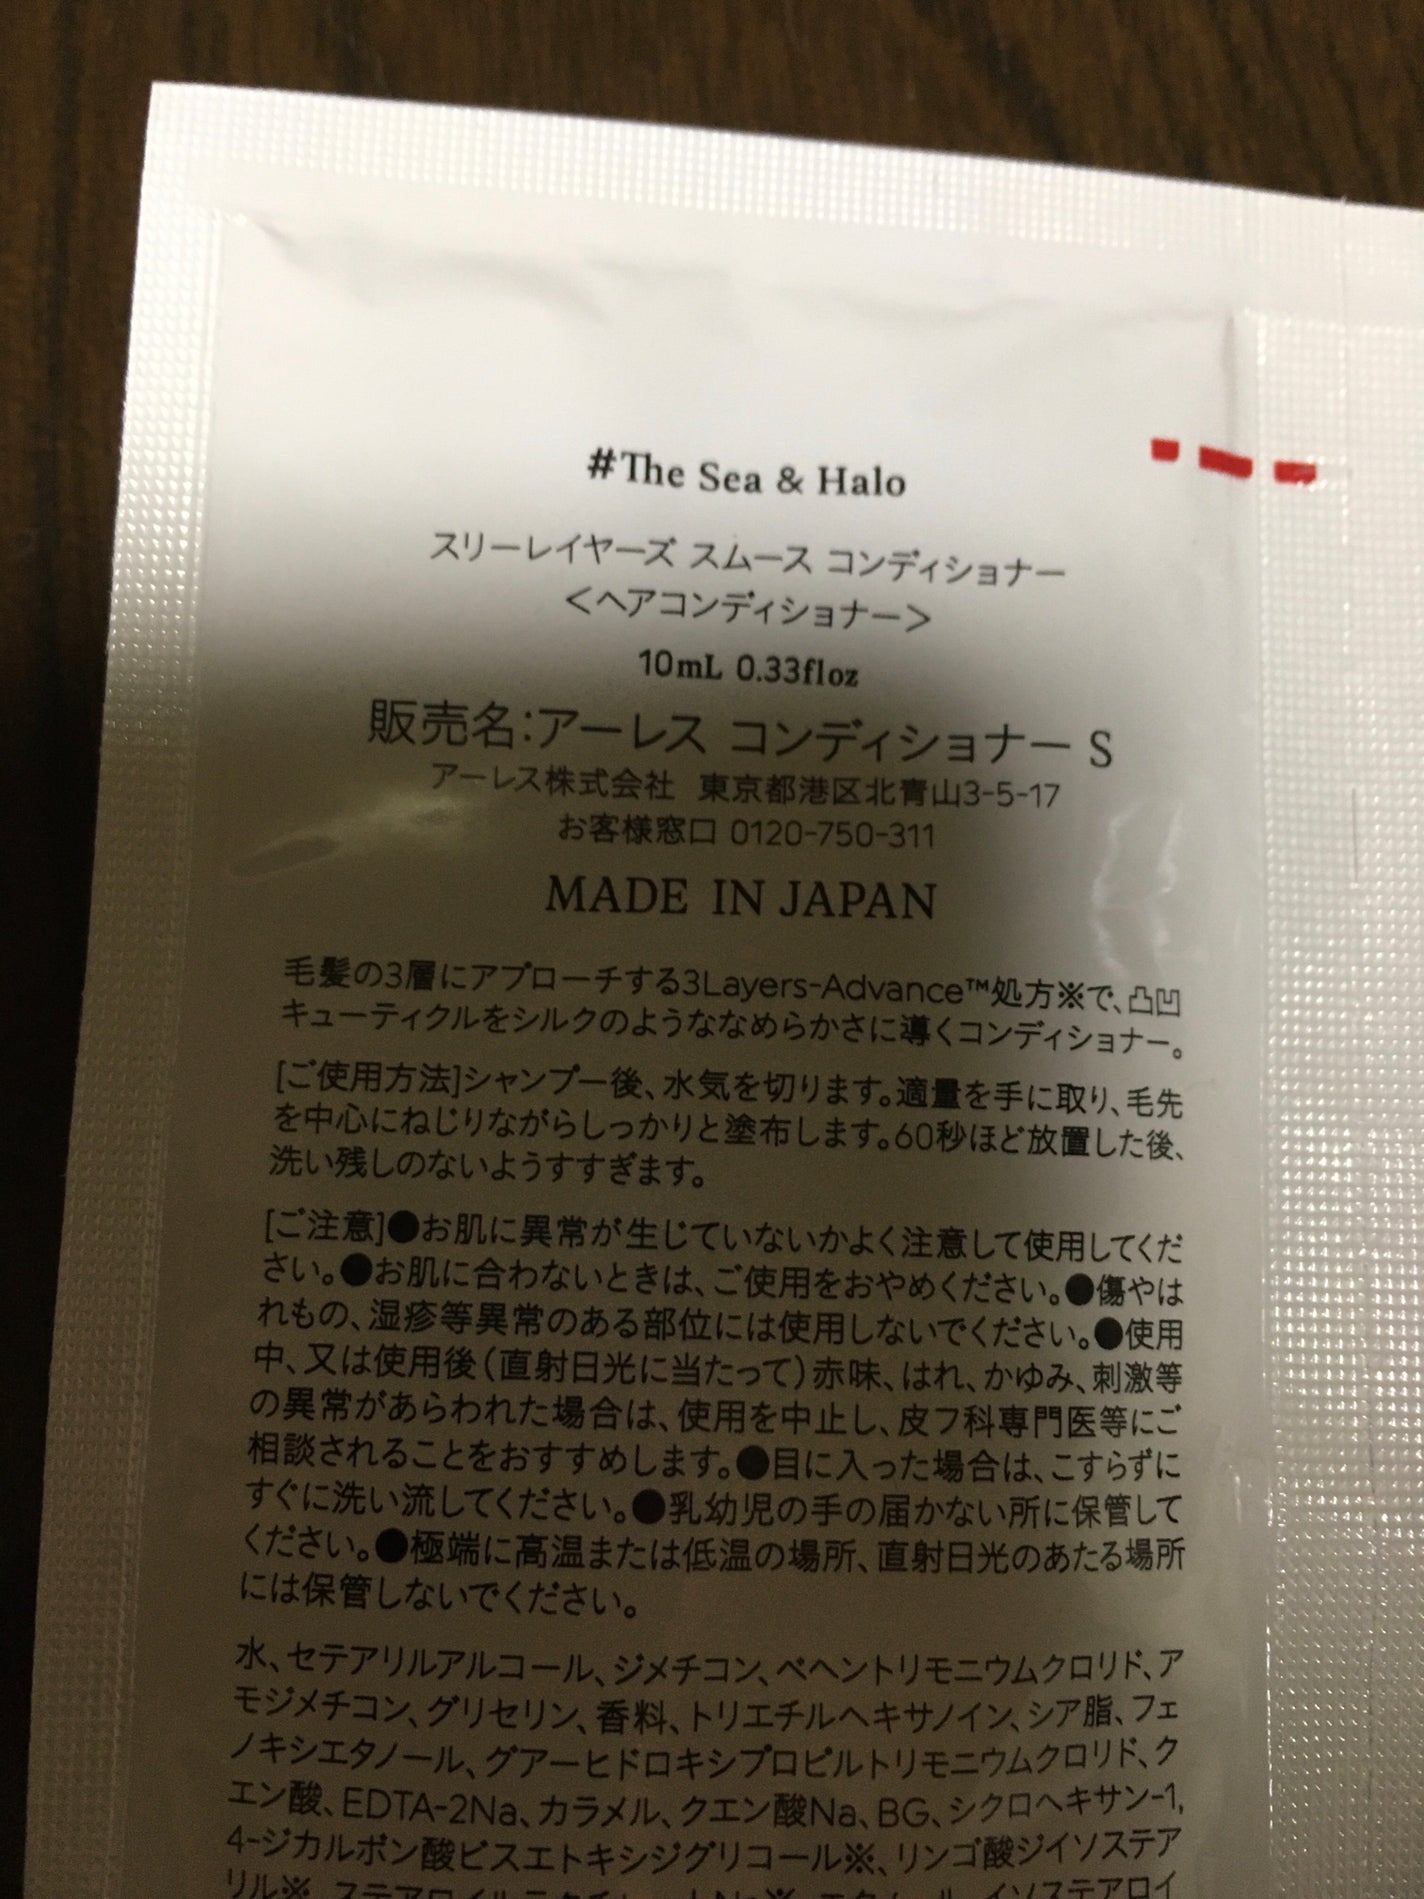 #The Sea & Halo
スリーレイヤーズ スムース コンディショナー
＜ヘアコンディショナー＞
10mL 0.33floz
販売名:アーレス コンディショナー S
アーレス株式会社 東京都港区北青山3-5-17
お客様窓口 0120-750-311
MADE IN JAPAN
毛髪の3層にアプローチする3Layers-Advance™処方※で、凸凹
キューティクルをシルクのようななめらかさに導くコンディショナー。
[ご使用方法]シャンプー後、水気を切ります。適量を手に取り、毛先
を中心にねじりながらしっかりと塗布します。60秒ほど放置した後、
洗い残しのないようすすぎます。
[ご注意]●お肌に異常が生じていないかよく注意して使用してくだ
さい。●お肌に合わないときは、ご使用をおやめください。●傷やは
れもの、湿疹等異常のある部位には使用しないでください。●使用
中、又は使用後(直射日光に当たって)赤味、はれ、かゆみ、刺激等
の異常があらわれた場合は、使用を中止し、皮フ科専門医等にご
相談されることをおすすめします。●目に入った場合は、こすらずに
すぐに洗い流してください。●乳幼児の手の届かない所に保管して
ください。●極端に高温または低温の場所、直射日光のあたる場所
には保管しないでください。
水、セテアリルアルコール、ジメチコン、ベヘントリモニウムクロリド、ア
モジメチコン、グリセリン、香料、トリエチルヘキサノイン、シア脂、フェ
ノキシエタノール、グアーヒドロキシプロピルトリモニウムクロリド、ク
エン酸、EDTA-2Na、カラメル、クエン酸Na、BG、シクロヘキサン-1,
4-ジカルボン酸ビスエトキシジグリコール※、リンゴ酸ジイソステア
リル※